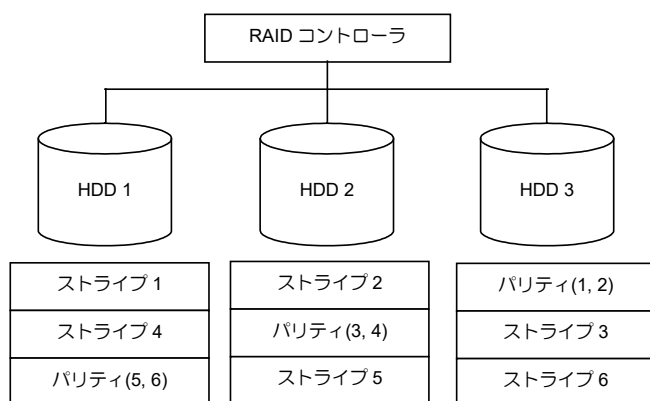 RAID コントローラ
HDD 1
HDD 2
HDD 3
ストライプ 1
ストライプ 2
パリティ(1, 2)
ストライプ 4
パリティ(3, 4)
ストライプ 3
パリティ(5, 6)
ストライプ 5
ストライプ 6